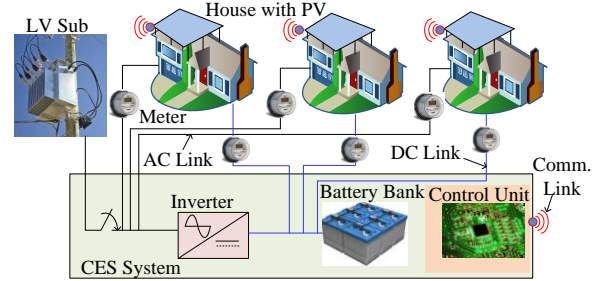 LV Sub
House with PV
Meter
AC Link
DC Link
Comm.
Link
Inverter
Battery Bank
Control Unit
CES System